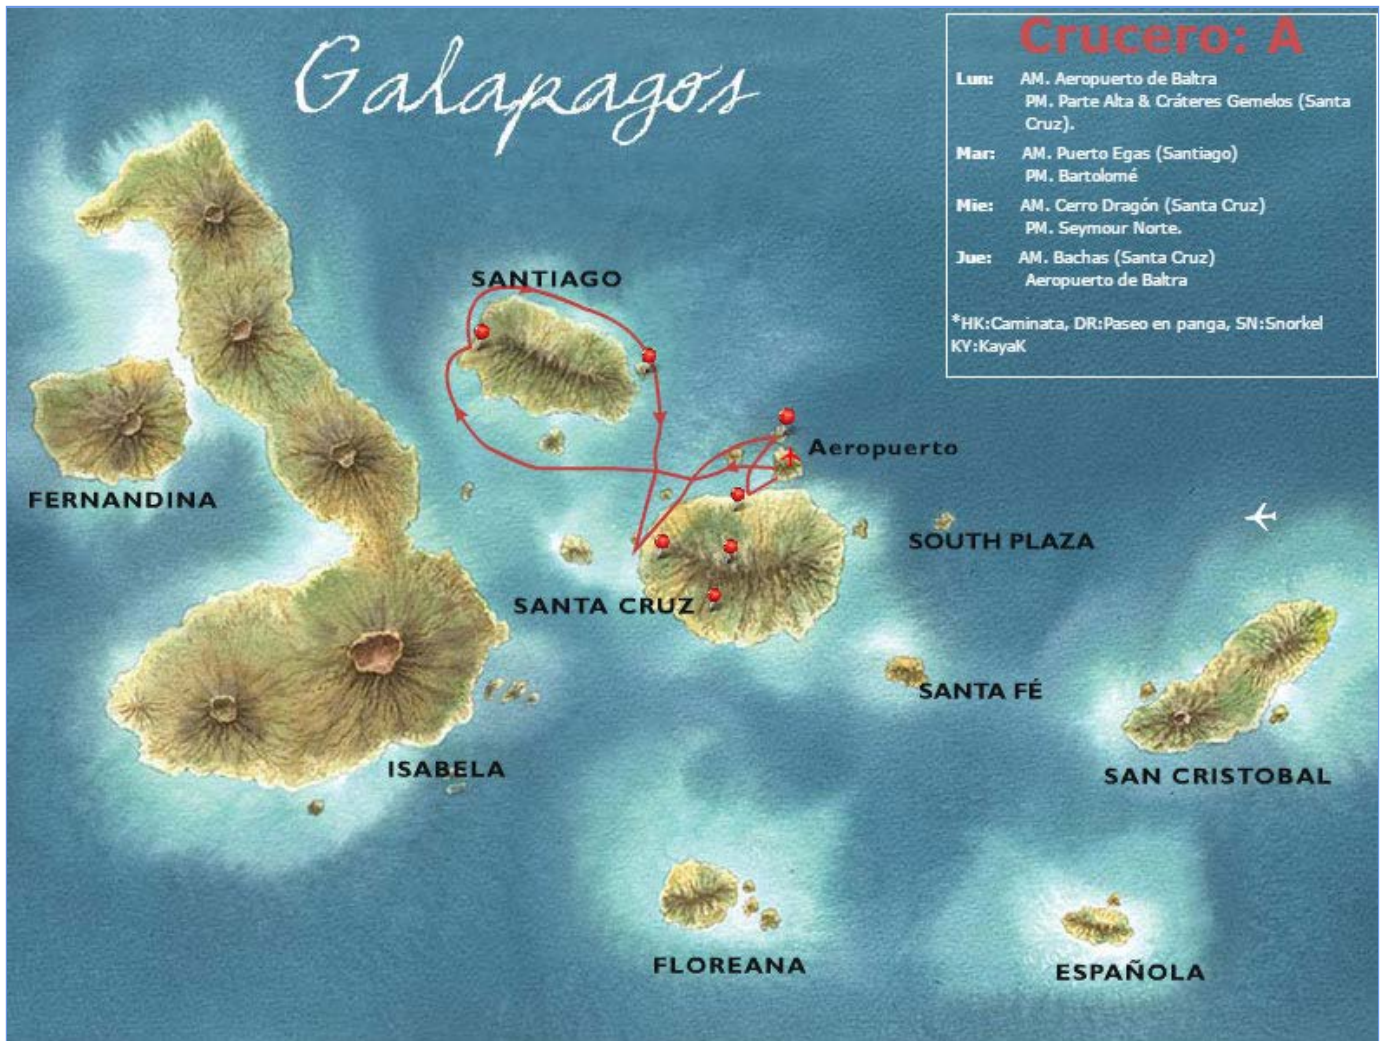 Galapagos
Crucero: A
Lun: AM. Aeropuerto de Baltra
PM. Parte Alta & Cráteres Gemelos (Santa
Cruz).
Mar: AM. Puerto Egas (Santiago)
PM. Bartolomé
Mie: AM. Cerro Dragón (Santa Cruz)
PM. Seymour Norte.
Jue: AM. Bachas (Santa Cruz)
Aeropuerto de Baltra
*HK:Caminata, DR:Paseo en panga, SN:Snorkel
KY:KayaK
SANTIAGO
Aeropuerto
FERNANDINA
SOUTH PLAZA
SANTA CRUZ
SANTA FÉ
ISABELA
SAN CRISTOBAL
FLOREANA
ESPAÑOLA